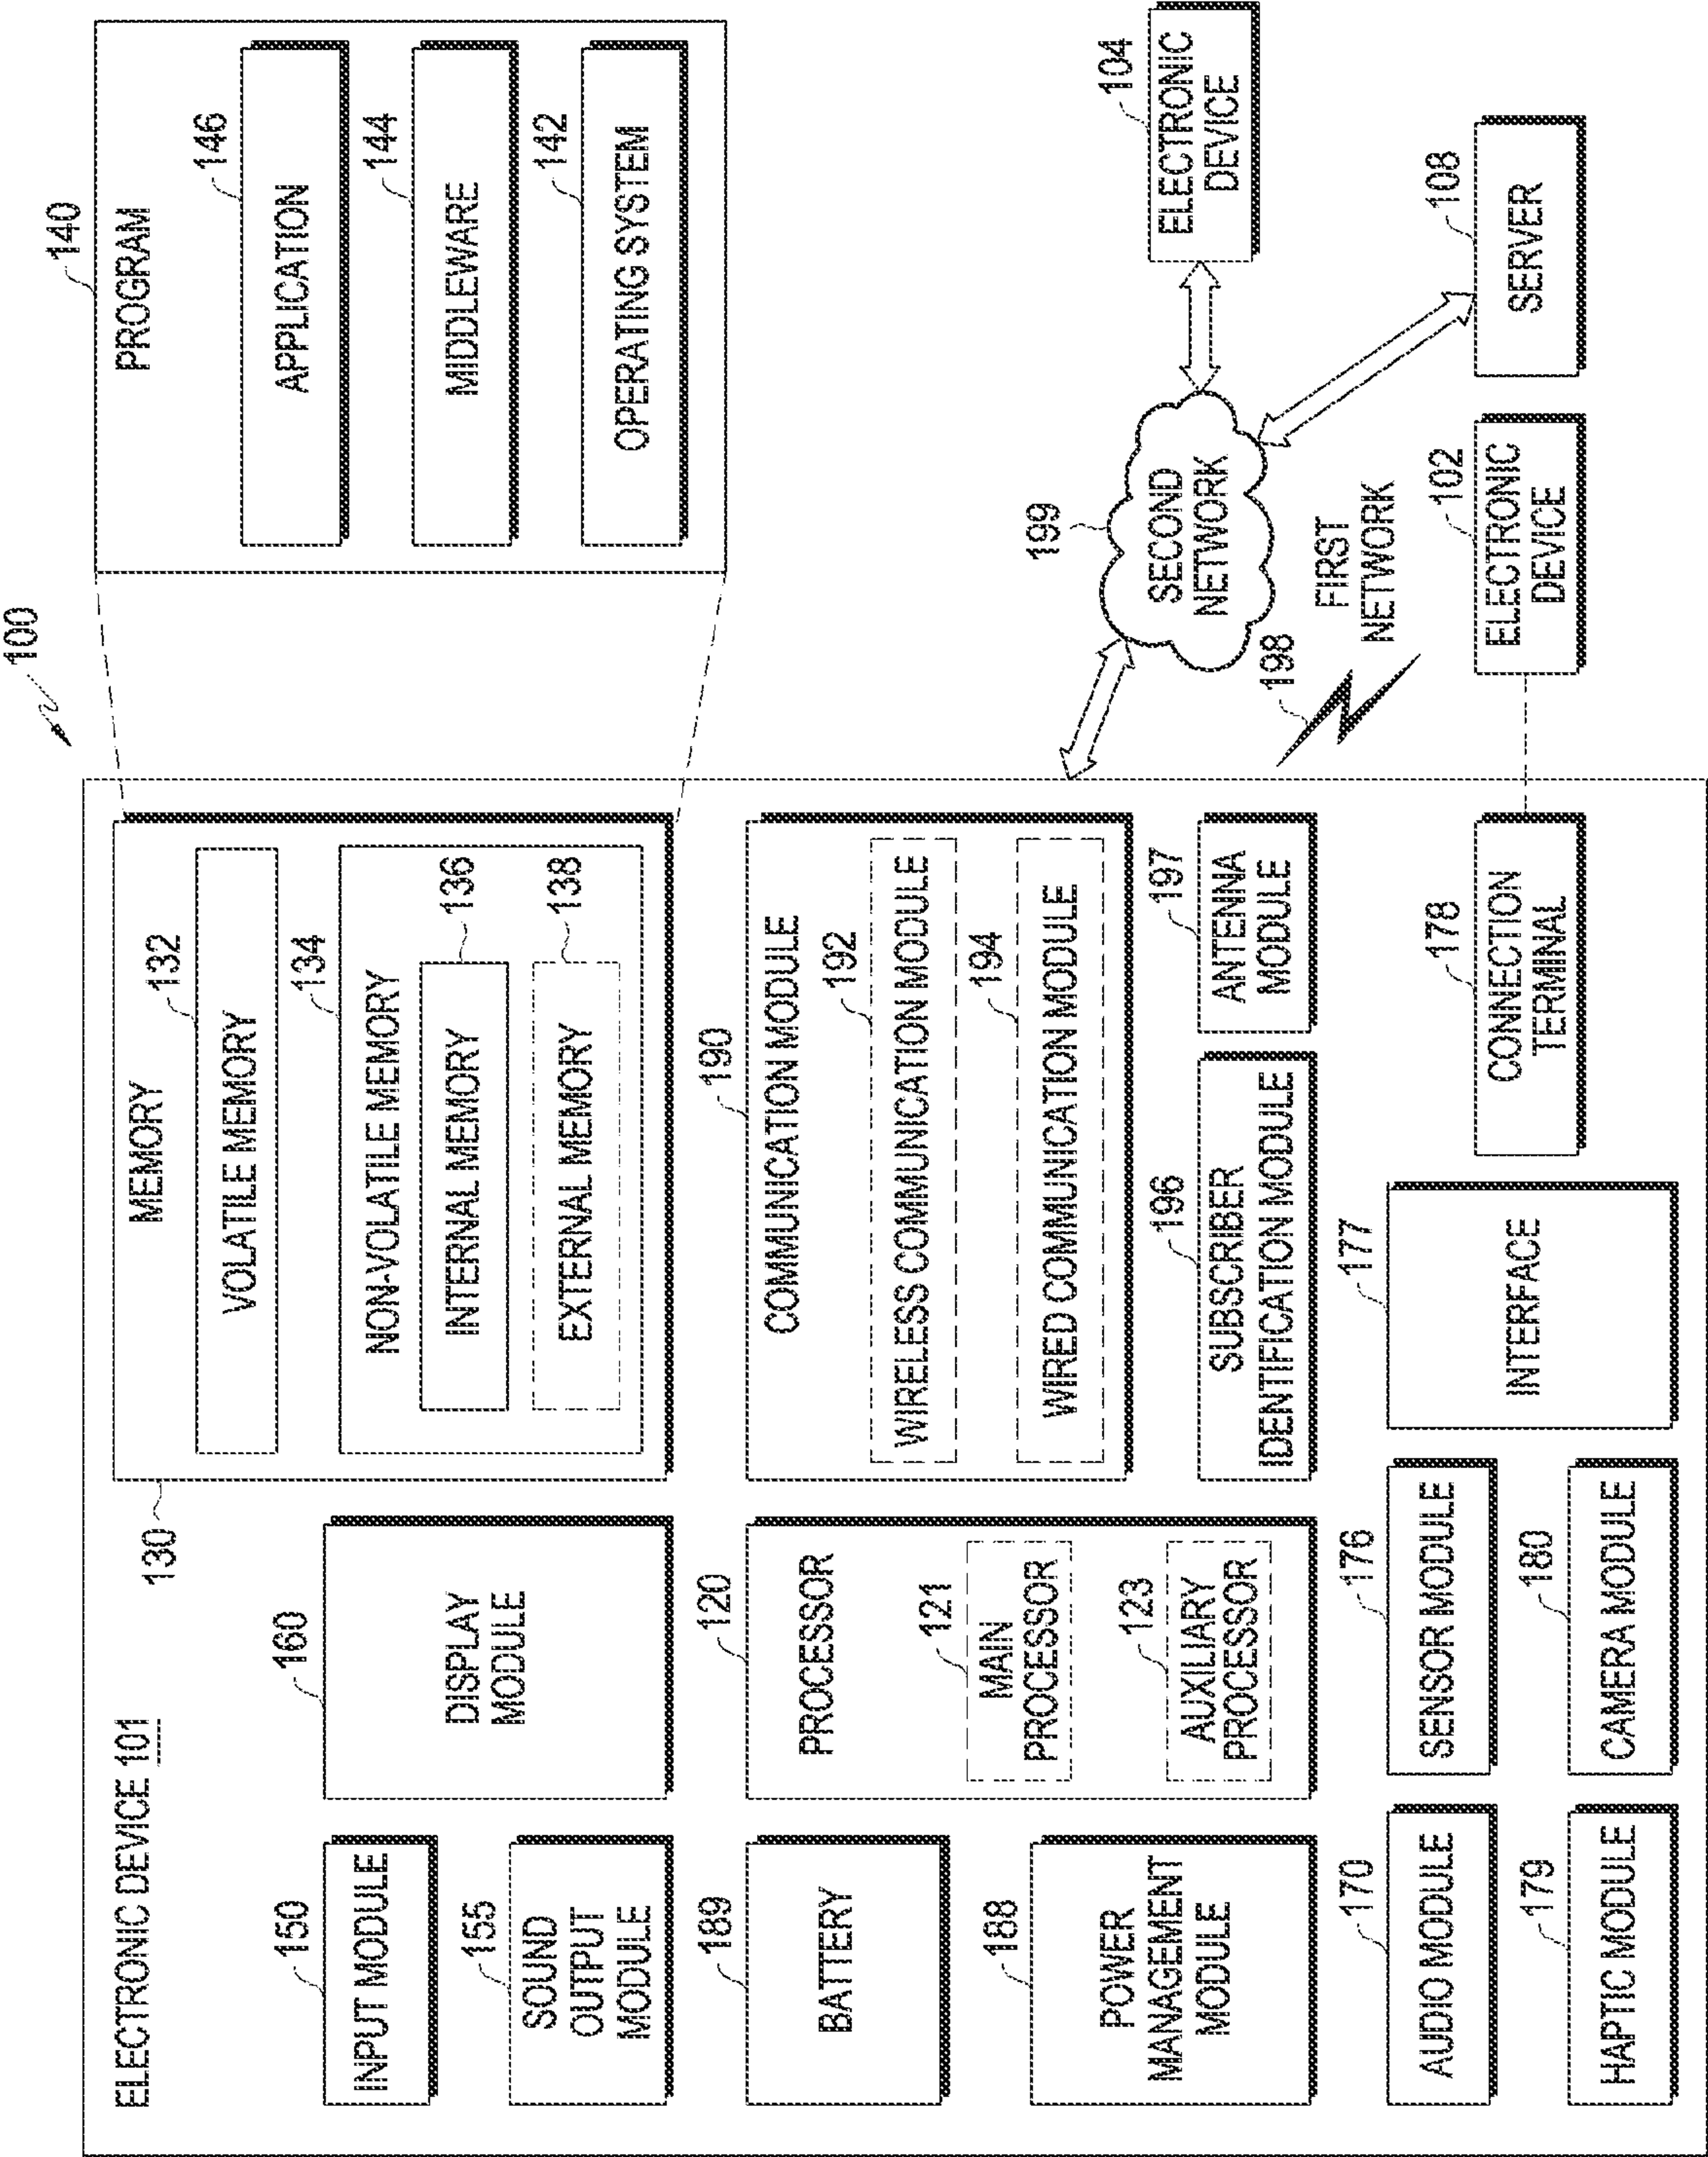 100
ELECTRONIC DEVICE 101
130
MEMORY
132
VOLATILE MEMORY
134
NON-VOLATILE MEMORY
136
INTERNAL MEMORY
138
EXTERNAL MEMORY
140
PROGRAM
146
APPLICATION
144
MIDDLEWARE
142
OPERATING SYSTEM
150
INPUT MODULE
155
SOUND
OUTPUT
MODULE
160
DISPLAY
MODULE
189
BATTERY
188
POWER
MANAGEMENT
MODULE
120
PROCESSOR
121
MAIN
PROCESSOR
123
AUXILIARY
PROCESSOR
190
COMMUNICATION MODULE
192
WIRELESS COMMUNICATION MODULE
194
WIRED COMMUNICATION MODULE
196
SUBSCRIBER
IDENTIFICATION MODULE
197
ANTENNA
MODULE
199
SECOND
NETWORK
104
ELECTRONIC
DEVICE
198
FIRST
NETWORK
108
SERVER
102
ELECTRONIC
DEVICE
170
AUDIO MODULE
176
SENSOR MODULE
177
INTERFACE
178
CONNECTION
TERMINAL
179
HAPTIC MODULE
180
CAMERA MODULE